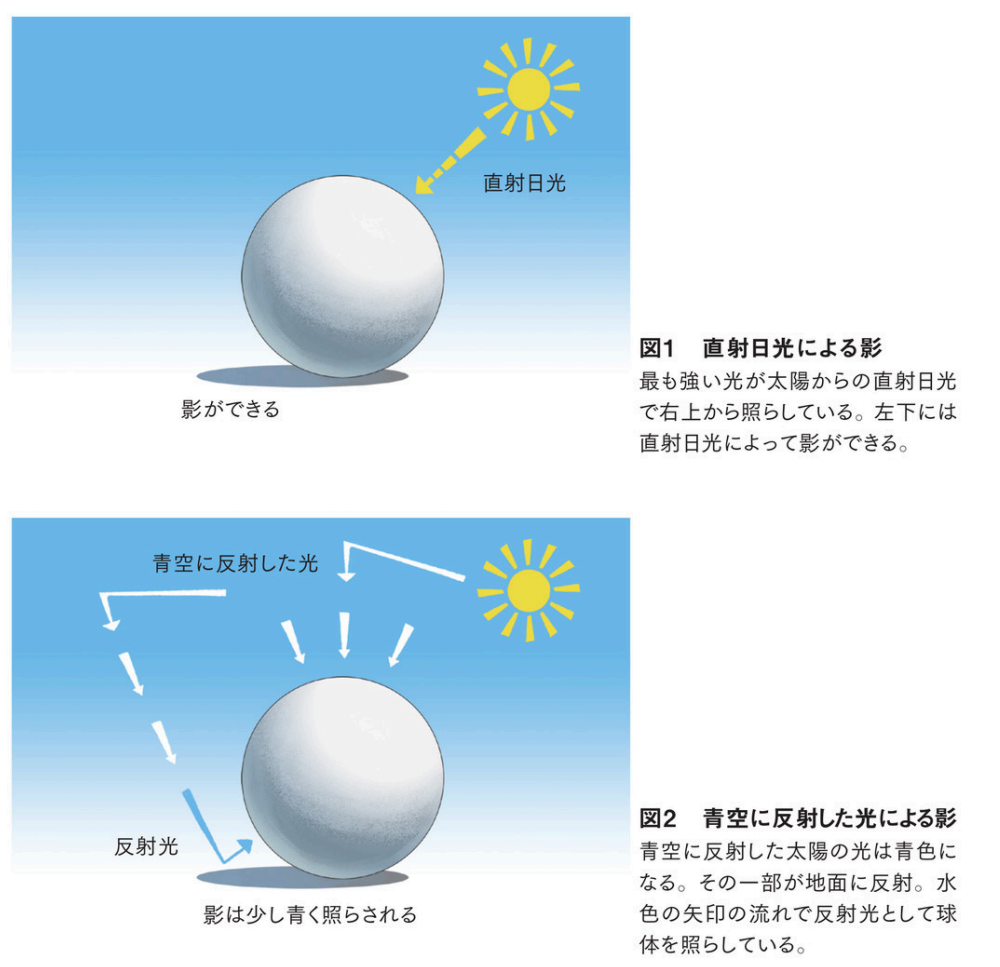 直射日光
影ができる
図1 直射日光による影
最も強い光が太陽からの直射日光
で右上から照らしている。左下には
直射日光によって影ができる。
青空に反射した光
反射光
影は少し青く照らされる
図2 青空に反射した光による影
青空に反射した太陽の光は青色に
なる。その一部が地面に反射。水
色の矢印の流れで反射光として球
体を照らしている。